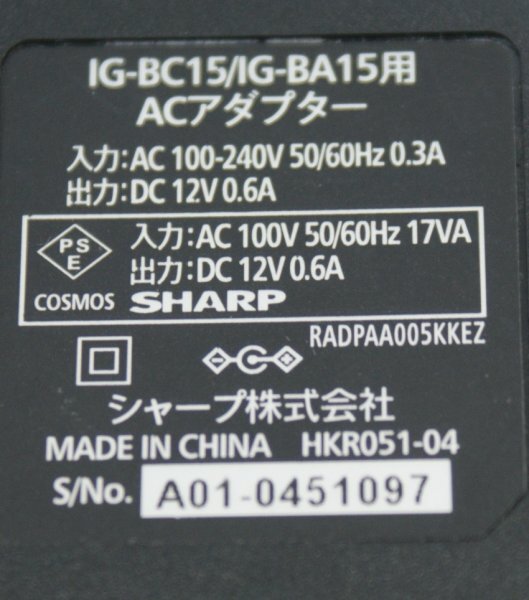 IG-BC15/IG-BA15用
ACアダプター
入力:AC 100-240V 50/60Hz 0.3A
出力:DC 12V 0.6A
PS
E
入力:AC 100V 50/60Hz 17VA
出力:DC 12V 0.6A
COSMOS SHARP
RADPAA005KKEZ
シャープ株式会社
MADE IN CHINA HKR051-04
S/No. A01-0451097